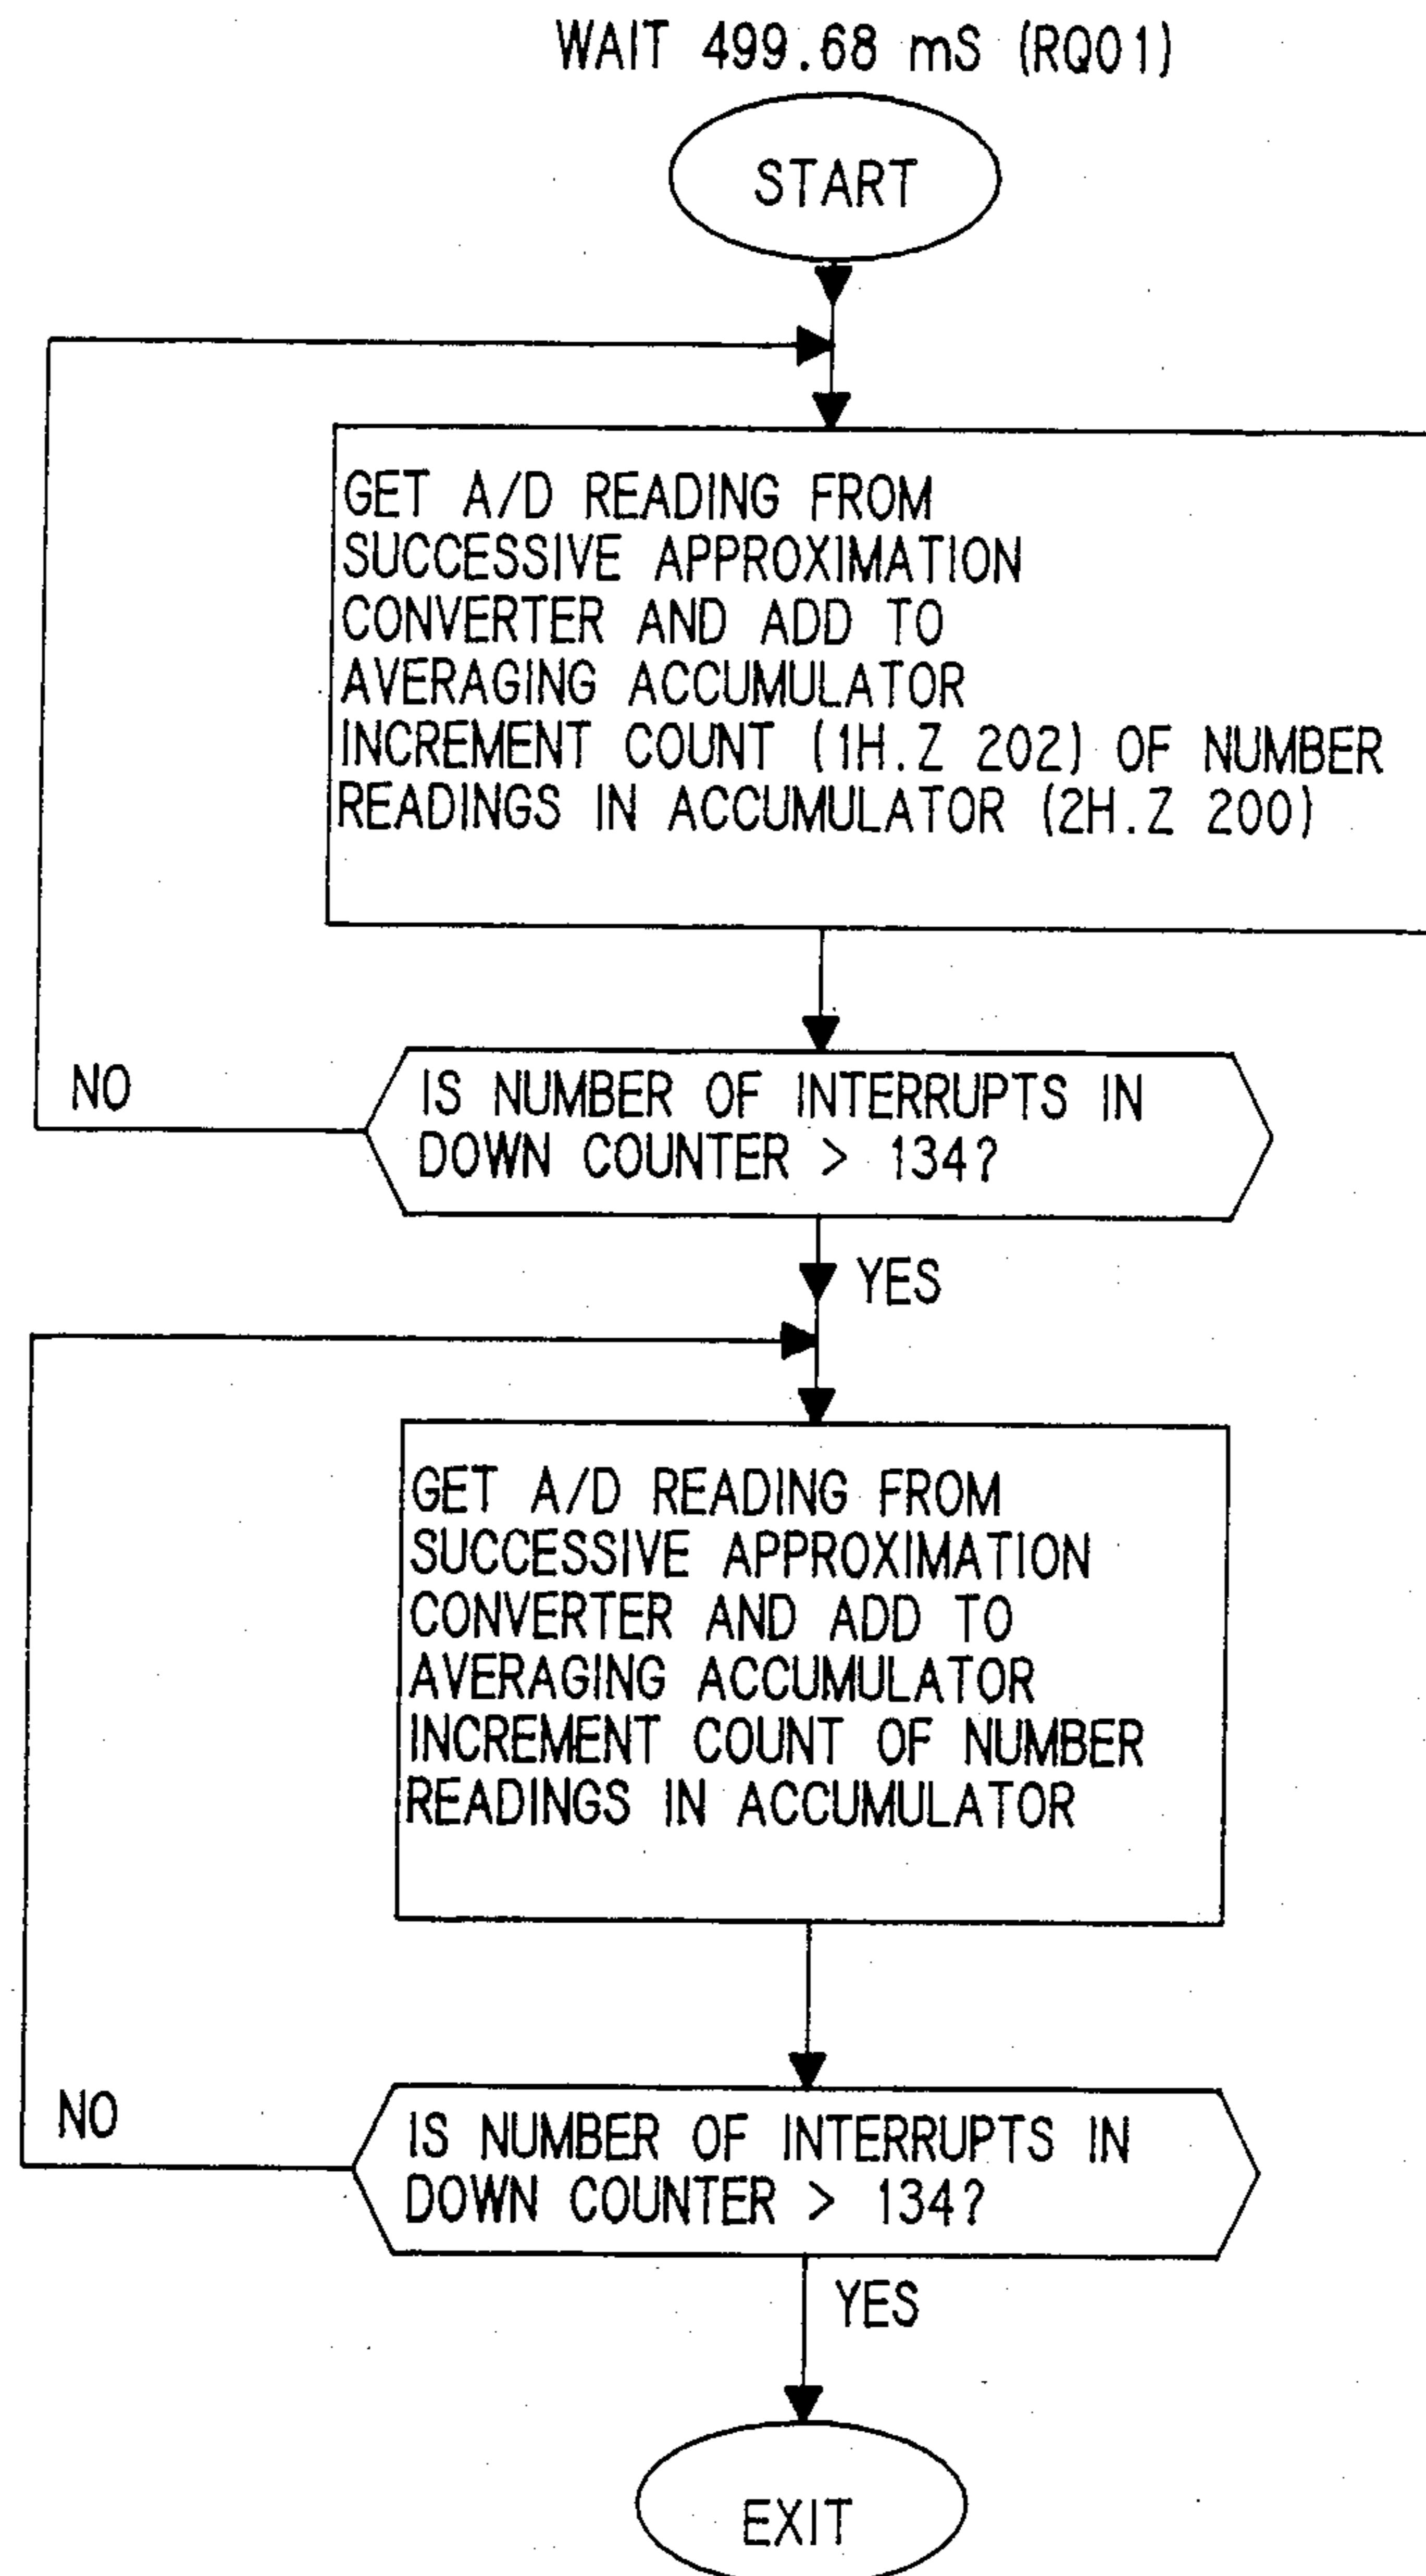 WAIT 499.68 mS (RQ01)
START
GET A/D READING FROM
SUCCESSIVE APPROXIMATION
CONVERTER AND ADD TO
AVERAGING ACCUMULATOR
INCREMENT COUNT (1H.Z 202) OF NUMBER
READINGS IN ACCUMULATOR (2H.Z 200)
NO
IS NUMBER OF INTERRUPTS IN
DOWN COUNTER > 134?
YES
GET A/D READING FROM
SUCCESSIVE APPROXIMATION
CONVERTER AND ADD TO
AVERAGING ACCUMULATOR
INCREMENT COUNT OF NUMBER
READINGS IN ACCUMULATOR
NO
IS NUMBER OF INTERRUPTS IN
DOWN COUNTER > 134?
YES
EXIT